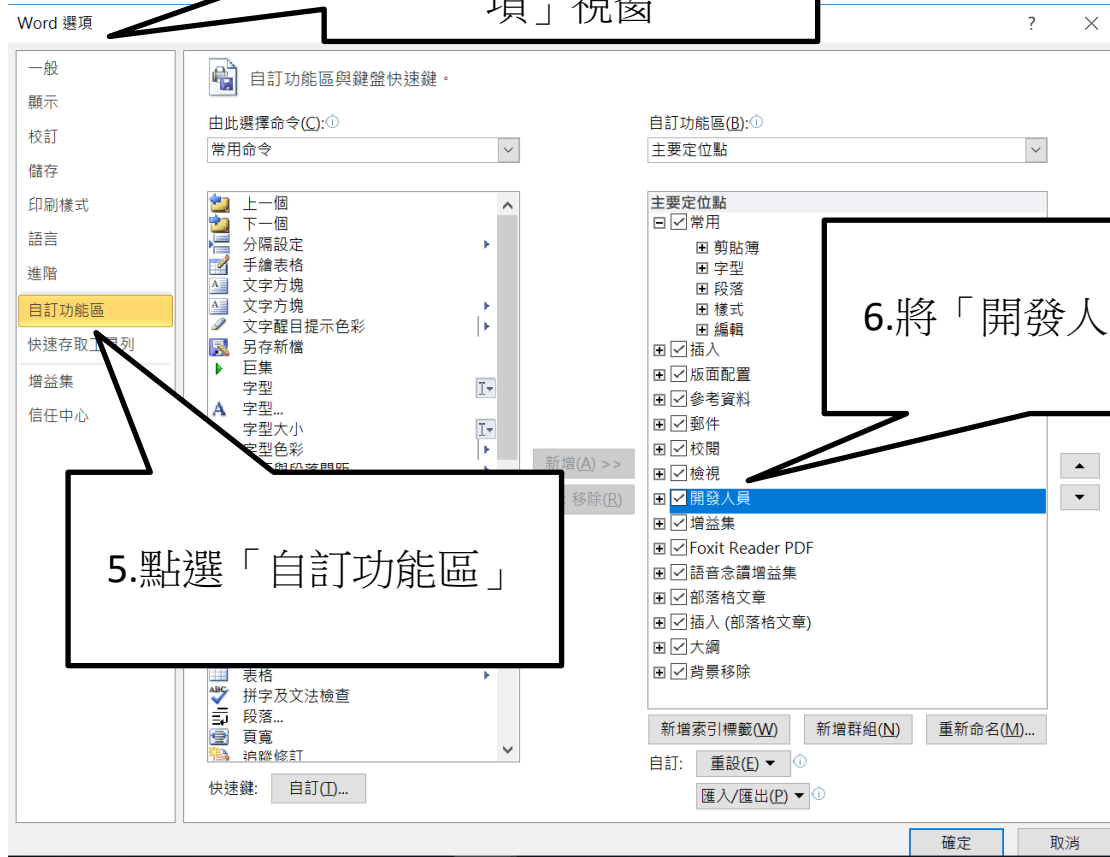 項」視窗
Word 選項
一般
顯示
校訂
儲存
印刷樣式
語言
進階
自訂功能區
快速存取工具列
增益集
信任中心
自訂功能區與鍵盤快速鍵。
由此選擇命令(C):
常用命令
上一個
下一個
分隔設定
手繪表格
文字方塊
文字方塊
文字醒目提示色彩
另存新檔
巨集
字型
字型...
字型大小
字型色彩
表格
拼字及文法檢查
段落...
頁寬
追蹤修訂
快速鍵: 自訂(T)...
新增(A) >>
移除(R)
自訂功能區(B):
主要定位點
主要定位點
常用
剪貼簿
字型
段落
樣式
編輯
插入
版面配置
參考資料
郵件
校閱
檢視
開發人員
增益集
Foxit Reader PDF
語音念讀增益集
部落格文章
插入 (部落格文章)
大綱
背景移除
新增索引標籤(W) 新增群組(N) 重新命名(M)...
自訂: 重設(E)
匯入/匯出(P)
確定 取消
5.點選「自訂功能區」
6.將「開發人